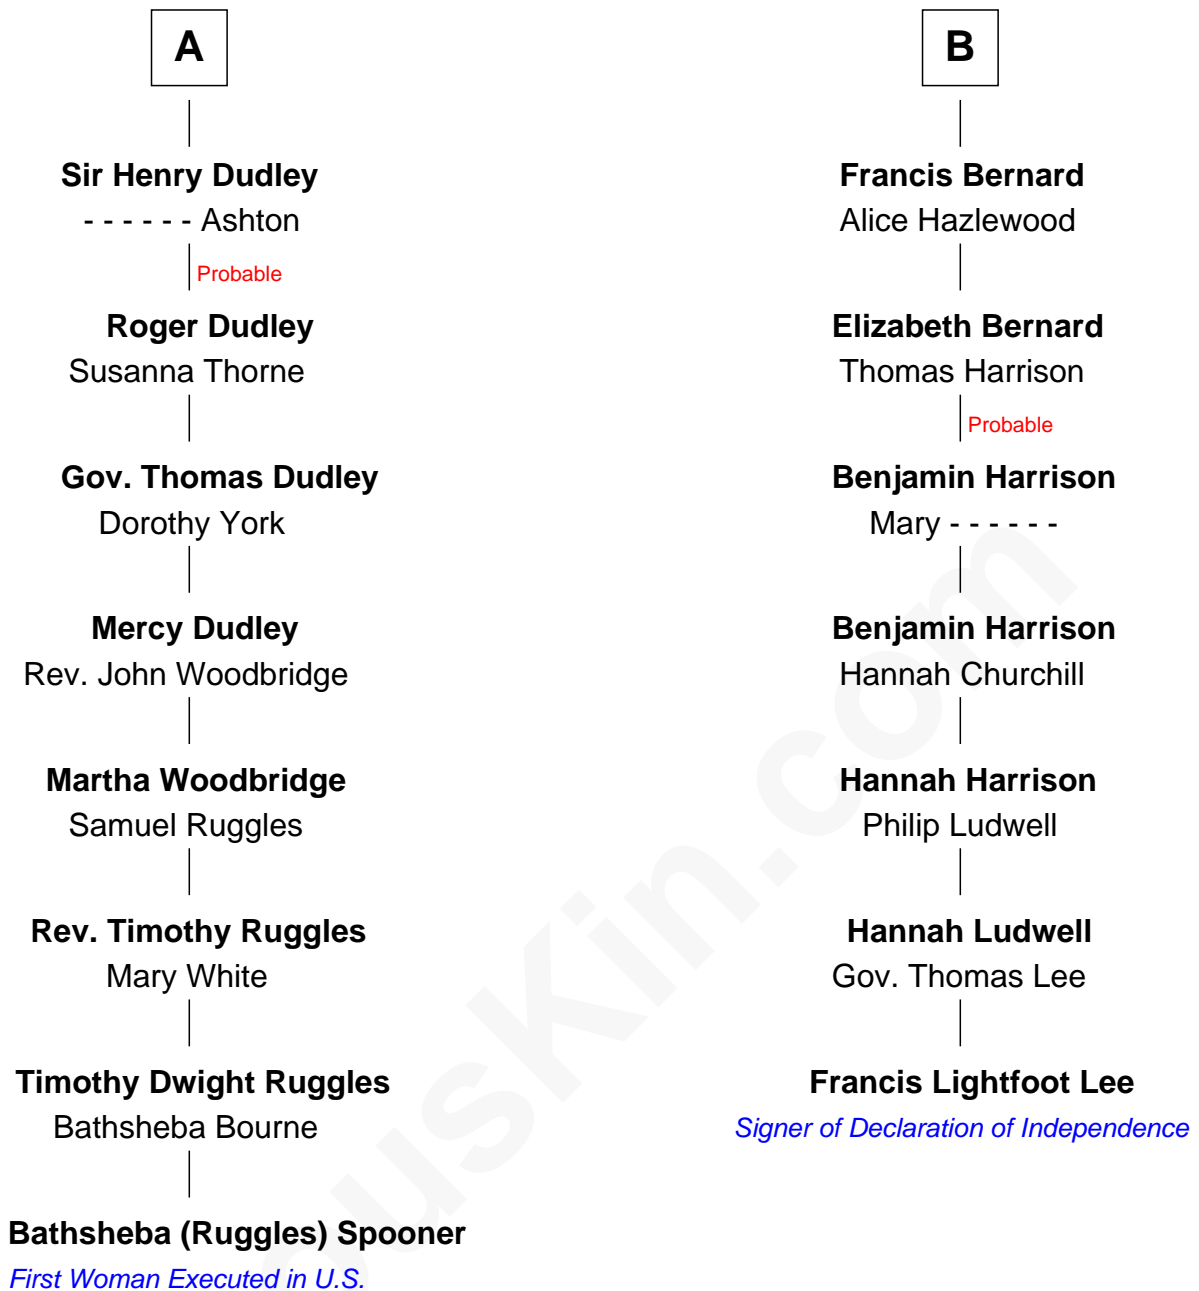 A
Sir Henry Dudley
- - - - - - Ashton
Probable
Roger Dudley
Susanna Thorne
Gov. Thomas Dudley
Dorothy York
Mercy Dudley
Rev. John Woodbridge
Martha Woodbridge
Samuel Ruggles
Rev. Timothy Ruggles
Mary White
Timothy Dwight Ruggles
Bathsheba Bourne
Bathsheba (Ruggles) Spooner
First Woman Executed in U.S.
B
Francis Bernard
Alice Hazlewood
Elizabeth Bernard
Thomas Harrison
Probable
Benjamin Harrison
Mary - - - - - -
Benjamin Harrison
Hannah Churchill
Hannah Harrison
Philip Ludwell
Hannah Ludwell
Gov. Thomas Lee
Francis Lightfoot Lee
Signer of Declaration of Independence